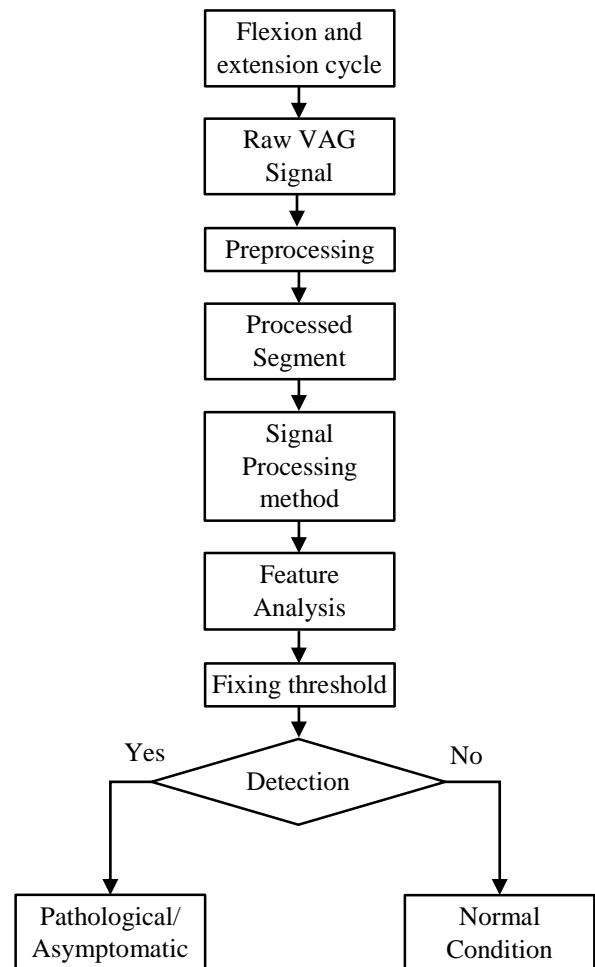 Flexion and
extension cycle
Raw VAG
Signal
Preprocessing
Processed
Segment
Signal
Processing
method
Feature
Analysis
Fixing threshold
Yes
Detection
No
Pathological/
Asymptomatic
Normal
Condition